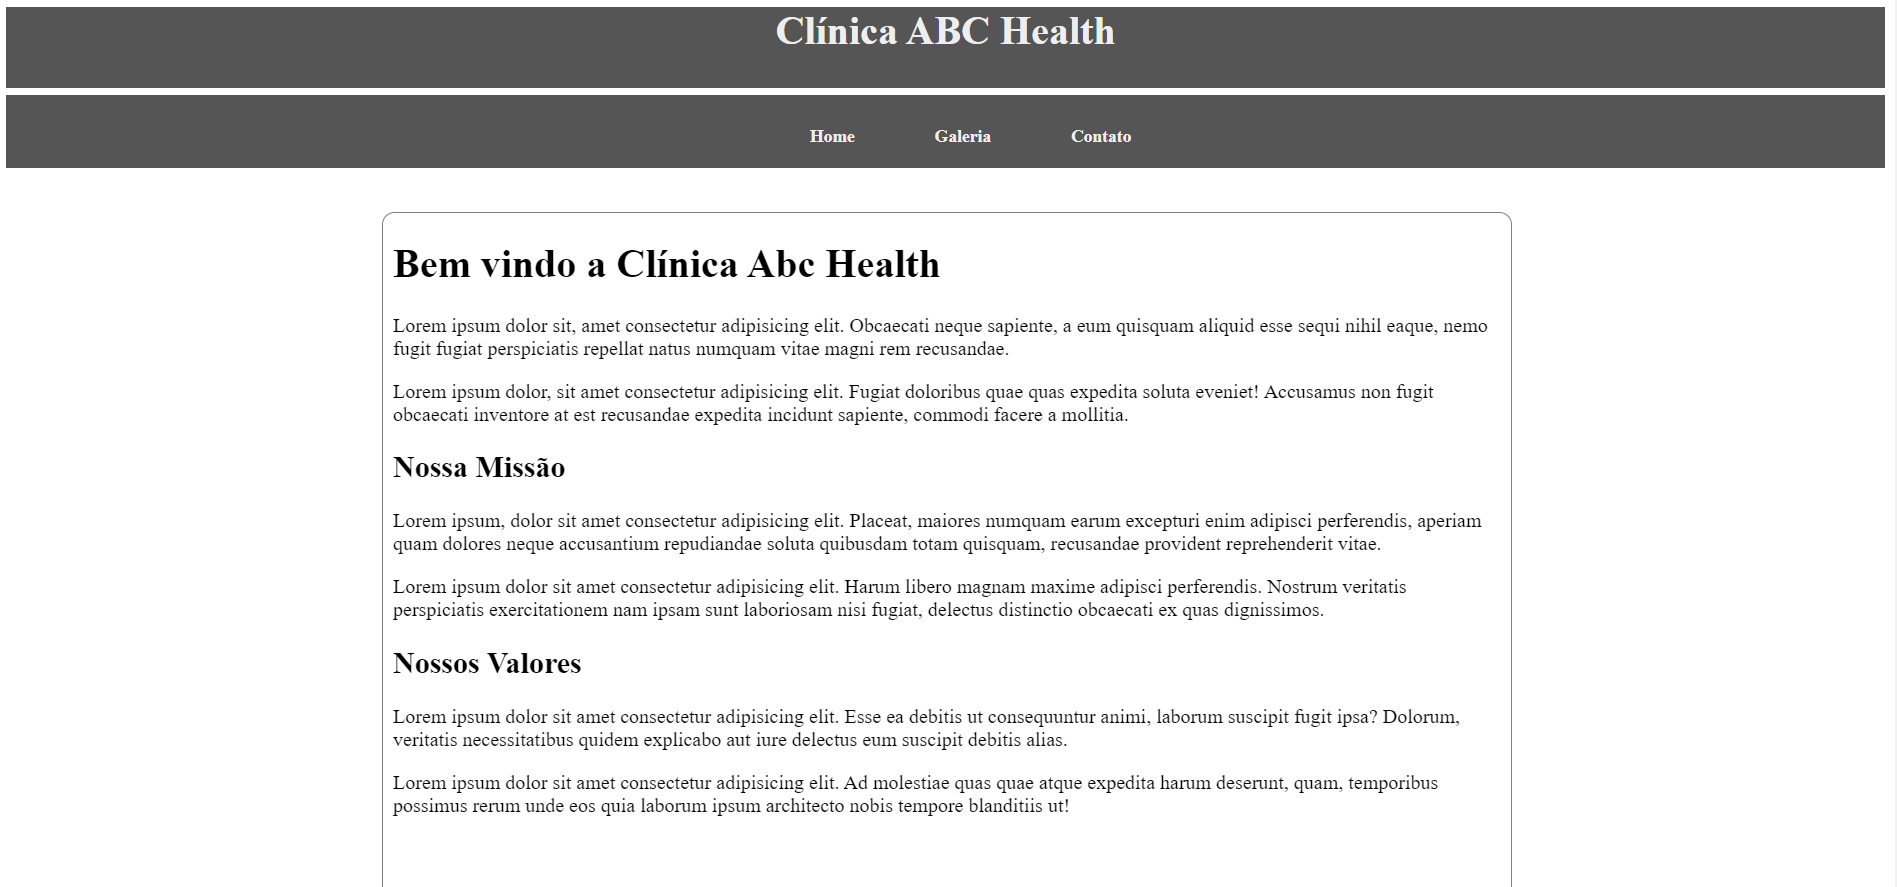 Clínica ABC Health
Home Galeria Contato
Bem vindo a Clínica Abc Health
Lorem ipsum dolor sit, amet consectetur adipisicing elit. Obcaecati neque sapiente, a eum quisquam aliquid esse sequi nihil eaque, nemo
fugit fugiat perspiciatis repellat natus numquam vitae magni rem recusandae.
Lorem ipsum dolor, sit amet consectetur adipisicing elit. Fugiat doloribus quae quas expedita soluta eveniet! Accusamus non fugit
obcaecati inventore at est recusandae expedita incidunt sapiente, commodi facere a mollitia.
Nossa Missão
Lorem ipsum, dolor sit amet consectetur adipisicing elit. Placeat, maiores numquam earum excepturi enim adipisci perferendis, aperiam
quam dolores neque accusantium repudiandae soluta quibusdam totam quisquam, recusandae provident reprehenderit vitae.
Lorem ipsum dolor sit amet consectetur adipisicing elit. Harum libero magnam maxime adipisci perferendis. Nostrum veritatis
perspiciatis exercitationem nam ipsam sunt laboriosam nisi fugiat, delectus distinctio obcaecati ex quas dignissimos.
Nossos Valores
Lorem ipsum dolor sit amet consectetur adipisicing elit. Esse ea debitis ut consequuntur animi, laborum suscipit fugit ipsa? Dolorum,
veritatis necessitatibus quidem explicabo aut iure delectus eum suscipit debitis alias.
Lorem ipsum dolor sit amet consectetur adipisicing elit. Ad molestiae quas quae atque expedita harum deserunt, quam, temporibus
possimus rerum unde eos quia laborum ipsum architecto nobis tempore blanditiis ut!